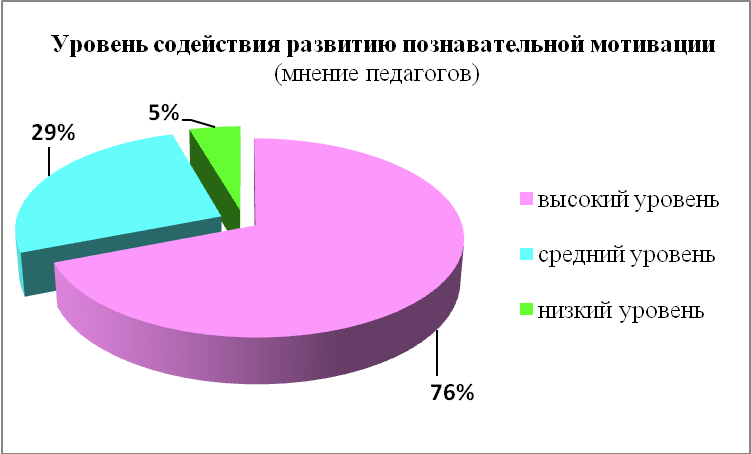 Уровень содействия развитию познавательной мотивации
(мнение педагогов)
5%
29%
76%
высокий уровень
средний уровень
низкий уровень